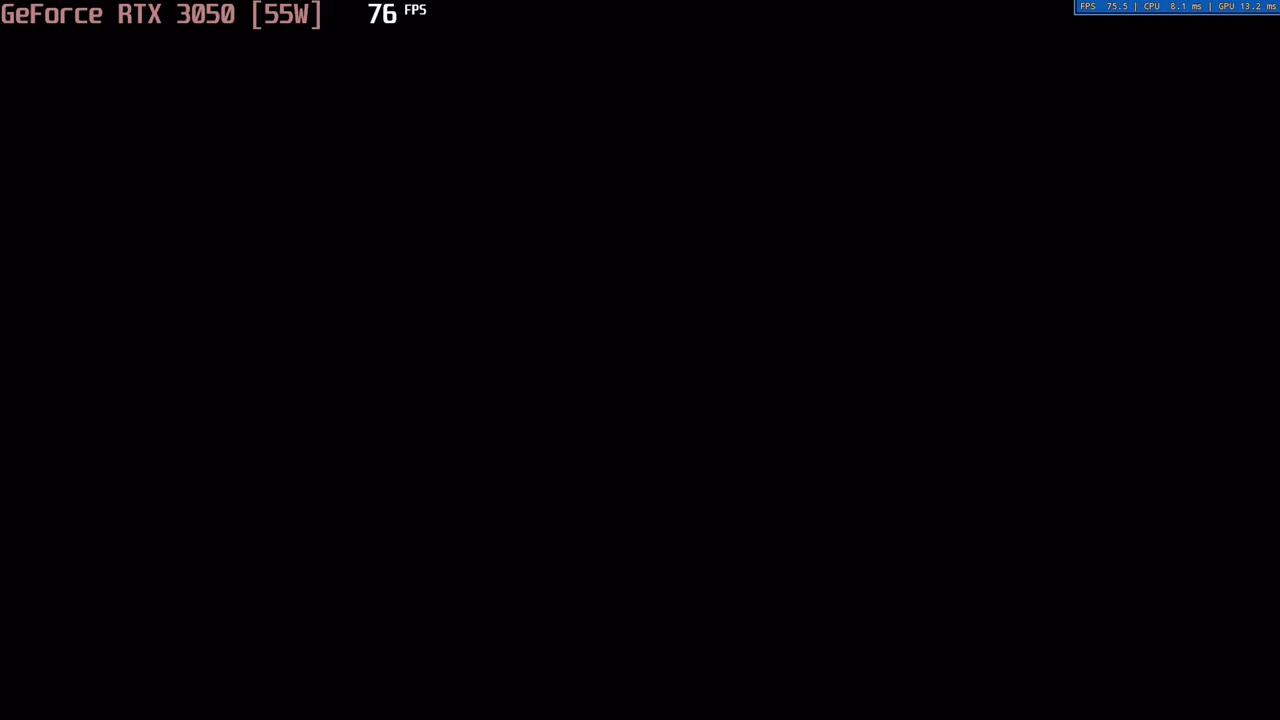 GeForce RTX 3050 [55W] 76 FPS
FPS 75.5 | CPU 8.1 ms | GPU 13.2 ms